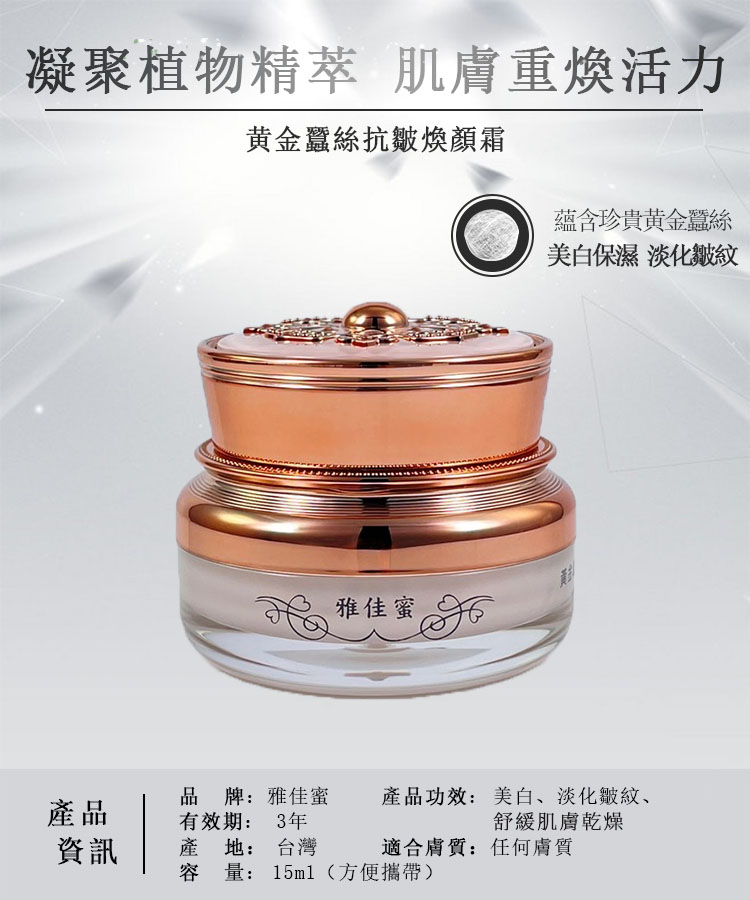 凝聚植物精萃 肌膚重煥活力
黄金蠶絲抗皺煥顏霜
蘊含珍貴黄金蠶絲
美白保濕 淡化皺紋
雅佳蜜
產品資訊
品 牌: 雅佳蜜
有效期: 3年
產 地: 台灣
容 量: 15ml（方便攜帶）
產品功效: 美白、淡化皺紋、
舒緩肌膚乾燥
適合膚質: 任何膚質